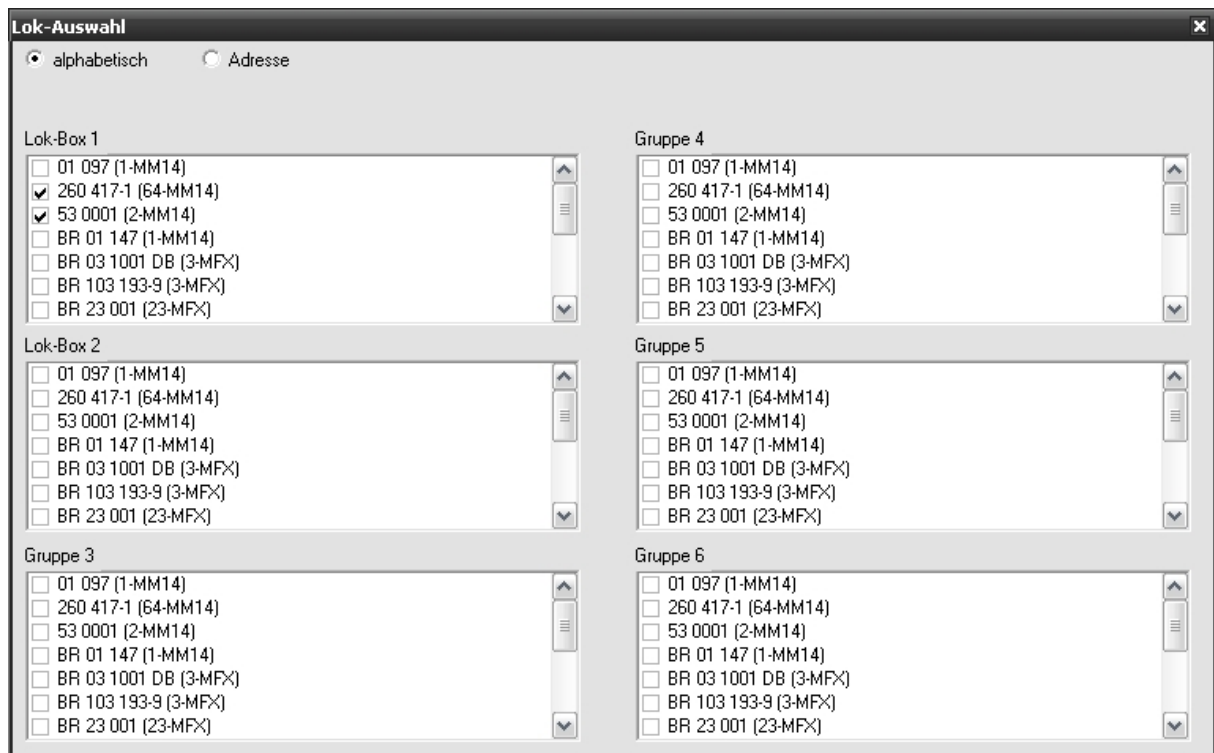 Lok-Auswahl
alphabetisch Adresse
Lok-Box 1
01 097 (1-MM14)
260 417-1 (64-MM14)
53 0001 (2-MM14)
BR 01 147 (1-MM14)
BR 03 1001 DB (3-MFX)
BR 103 193-9 (3-MFX)
BR 23 001 (23-MFX)
Lok-Box 2
01 097 (1-MM14)
260 417-1 (64-MM14)
53 0001 (2-MM14)
BR 01 147 (1-MM14)
BR 03 1001 DB (3-MFX)
BR 103 193-9 (3-MFX)
BR 23 001 (23-MFX)
Gruppe 3
01 097 (1-MM14)
260 417-1 (64-MM14)
53 0001 (2-MM14)
BR 01 147 (1-MM14)
BR 03 1001 DB (3-MFX)
BR 103 193-9 (3-MFX)
BR 23 001 (23-MFX)
Gruppe 4
01 097 (1-MM14)
260 417-1 (64-MM14)
53 0001 (2-MM14)
BR 01 147 (1-MM14)
BR 03 1001 DB (3-MFX)
BR 103 193-9 (3-MFX)
BR 23 001 (23-MFX)
Gruppe 5
01 097 (1-MM14)
260 417-1 (64-MM14)
53 0001 (2-MM14)
BR 01 147 (1-MM14)
BR 03 1001 DB (3-MFX)
BR 103 193-9 (3-MFX)
BR 23 001 (23-MFX)
Gruppe 6
01 097 (1-MM14)
260 417-1 (64-MM14)
53 0001 (2-MM14)
BR 01 147 (1-MM14)
BR 03 1001 DB (3-MFX)
BR 103 193-9 (3-MFX)
BR 23 001 (23-MFX)